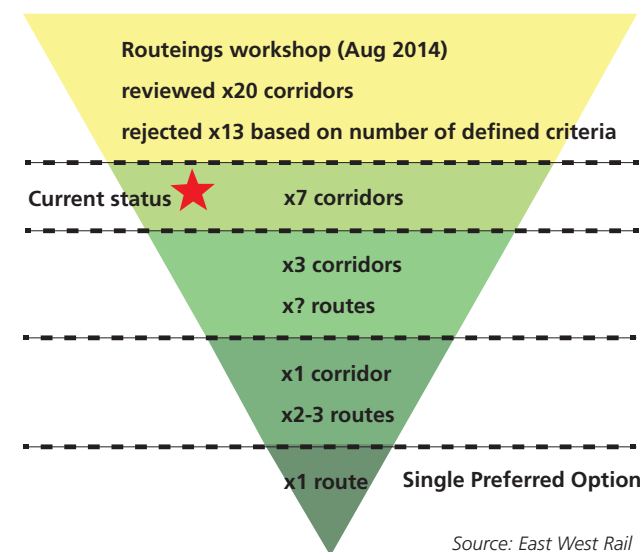 Routeings workshop (Aug 2014)
reviewed x20 corridors
rejected x13 based on number of defined criteria
Current status
x7 corridors
x3 corridors
x? routes
x1 corridor
x2-3 routes
x1 route
Single Preferred Option
Source: East West Rail